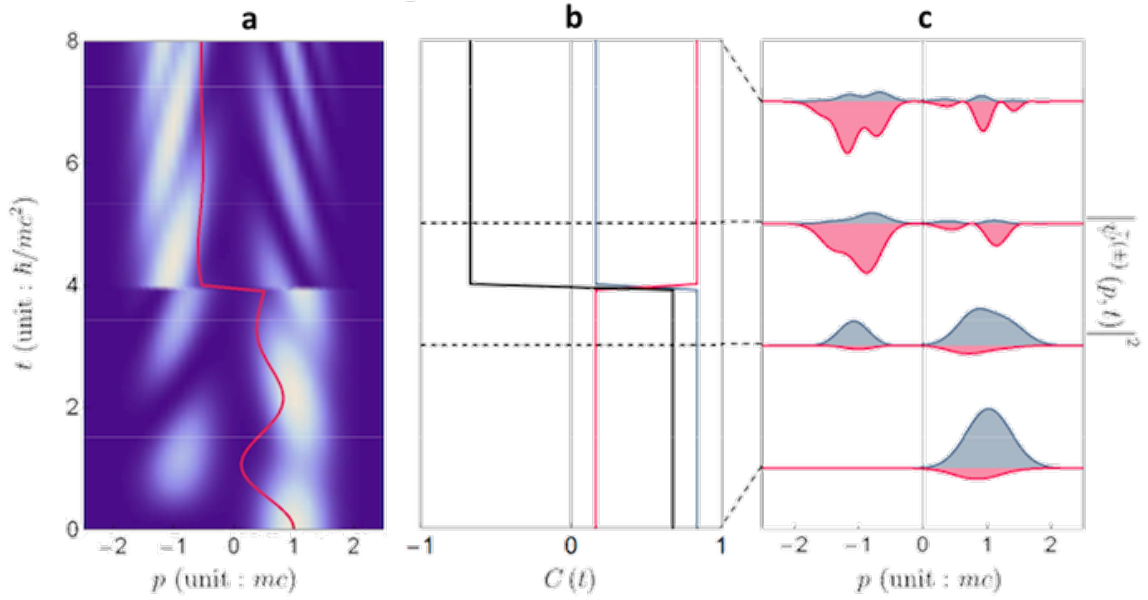 a b c
8
6
4
2
0
t (unit : ħ/mc²)
−2 −1 0 1 2
p (unit : mc)
−1 0 1
C (t)
−2 −1 0 1 2
p (unit : mc)
|ψ̃⁽±⁾ (p, t)|²